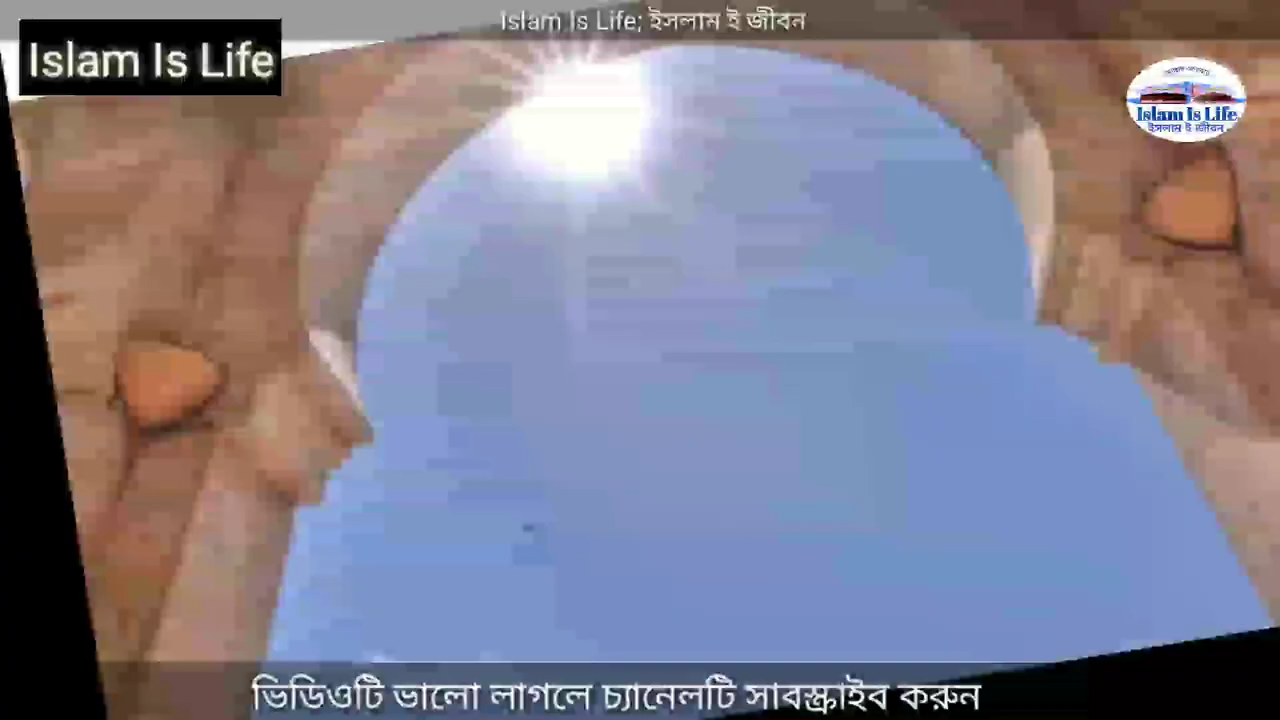 Islam Is Life; ইসলাম ই জীবন
Islam Is Life
Islam Is Life
ইসলাম ই জীবন
ভিডিওটি ভালো লাগলে চ্যানেলটি সাবস্ক্রাইব করুন